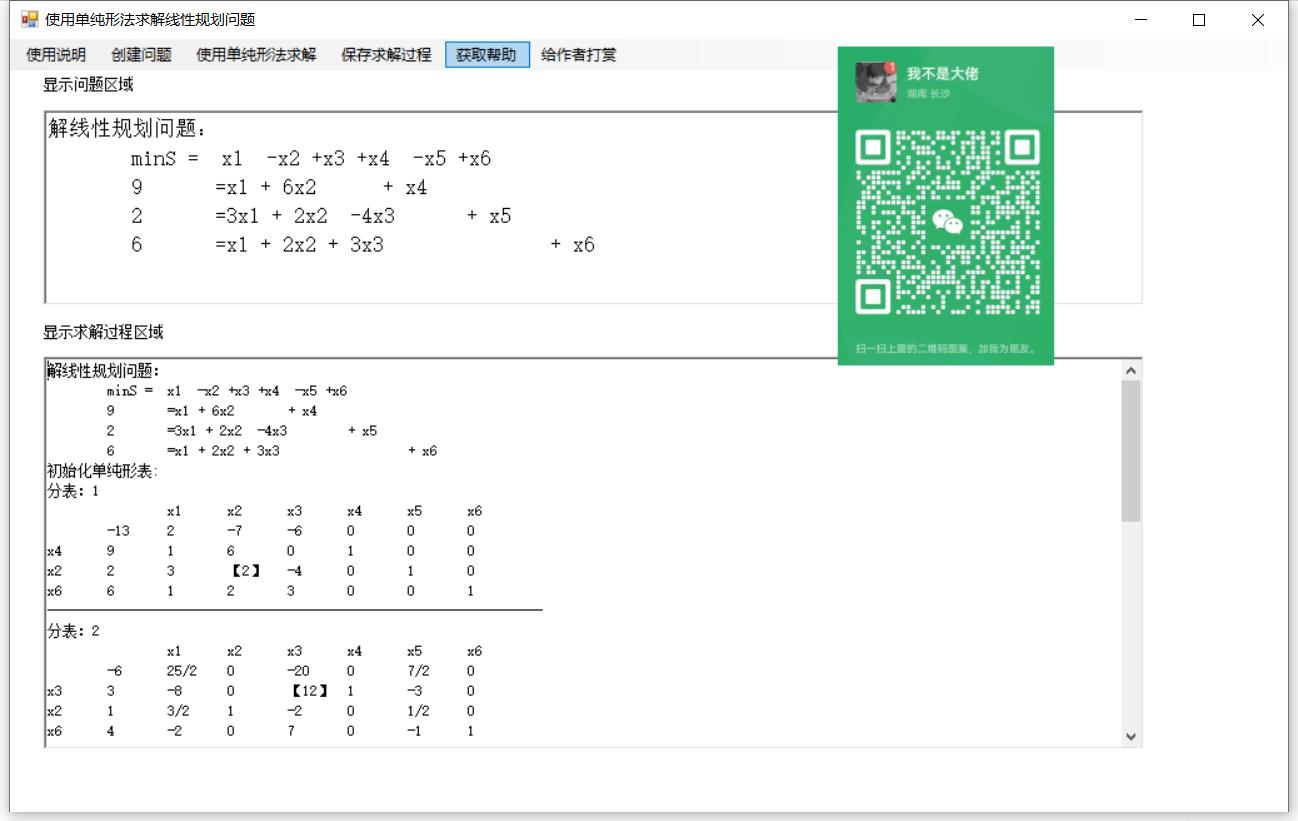 使用单纯形法求解线性规划问题
使用说明 创建问题 使用单纯形法求解 保存求解过程 获取帮助 给作者打赏
显示问题区域
解线性规划问题:
minS = x1 -x2 +x3 +x4 -x5 +x6
9 =x1 + 6x2 + x4
2 =3x1 + 2x2 -4x3 + x5
6 =x1 + 2x2 + 3x3 + x6
1
我不是大佬
湖南 长沙
扫一扫上面的二维码图案，加我为朋友。
显示求解过程区域
解线性规划问题:
minS = x1 -x2 +x3 +x4 -x5 +x6
9 =x1 + 6x2 + x4
2 =3x1 + 2x2 -4x3 + x5
6 =x1 + 2x2 + 3x3 + x6
初始化单纯形表:
分表: 1
x1 x2 x3 x4 x5 x6
-13 2 -7 -6 0 0 0
x4 9 1 6 0 1 0 0
x2 2 3 【2】 -4 0 1 0
x6 6 1 2 3 0 0 1
分表: 2
x1 x2 x3 x4 x5 x6
-6 25/2 0 -20 0 7/2 0
x3 3 -8 0 【12】 1 -3 0
x2 1 3/2 1 -2 0 1/2 0
x6 4 -2 0 7 0 -1 1